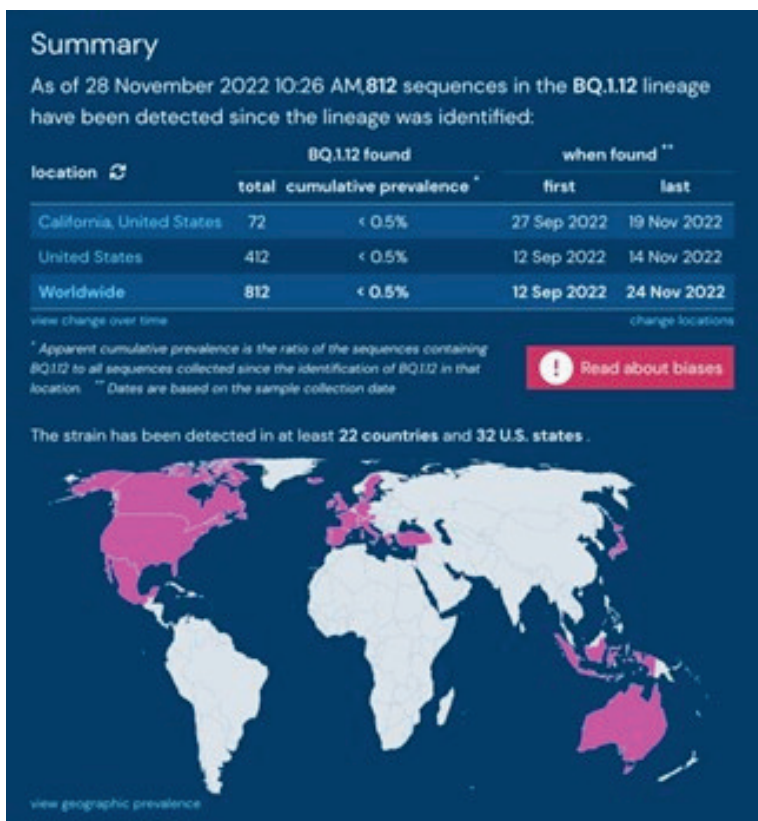 Summary
As of 28 November 2022 10:26 AM,812 sequences in the BQ.1.12 lineage
have been detected since the lineage was identified:
location BQ.1.12 found when found **
total cumulative prevalence * first last
California, United States 72 < 0.5% 27 Sep 2022 19 Nov 2022
United States 412 < 0.5% 12 Sep 2022 14 Nov 2022
Worldwide 812 < 0.5% 12 Sep 2022 24 Nov 2022
view change over time change locations
* Apparent cumulative prevalence is the ratio of the sequences containing
BQ.1.12 to all sequences collected since the identification of BQ.1.12 in that
location. ** Dates are based on the sample collection date
! Read about biases
The strain has been detected in at least 22 countries and 32 U.S. states .
view geographic prevalence